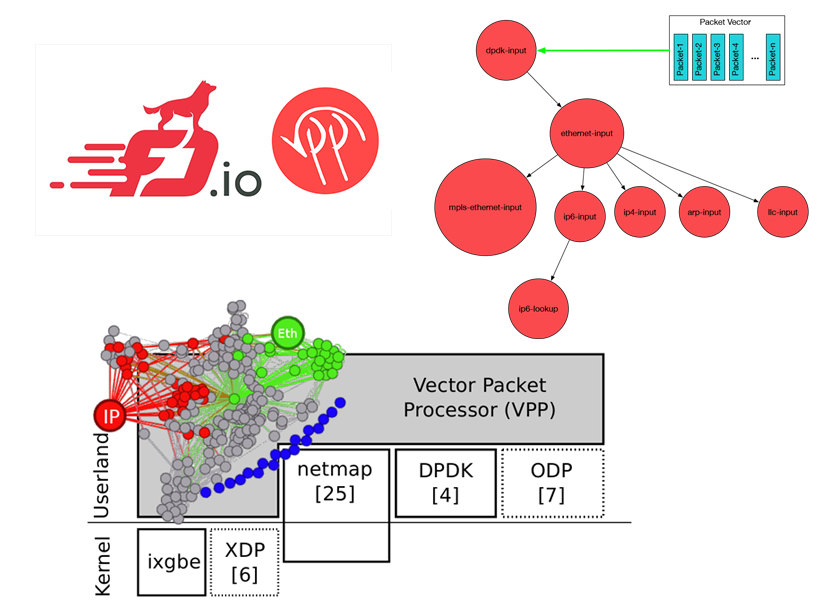 FD.io
VPP
Packet Vector
Packet-1
Packet-2
Packet-3
Packet-4
...
Packet-n
dpdk-input
ethernet-input
mpls-ethernet-input
ip6-input
ip4-input
arp-input
llc-input
ip6-lookup
Eth
IP
Vector Packet
Processor (VPP)
Userland
netmap
[25]
DPDK
[4]
ODP
[7]
Kernel
ixgbe
XDP
[6]